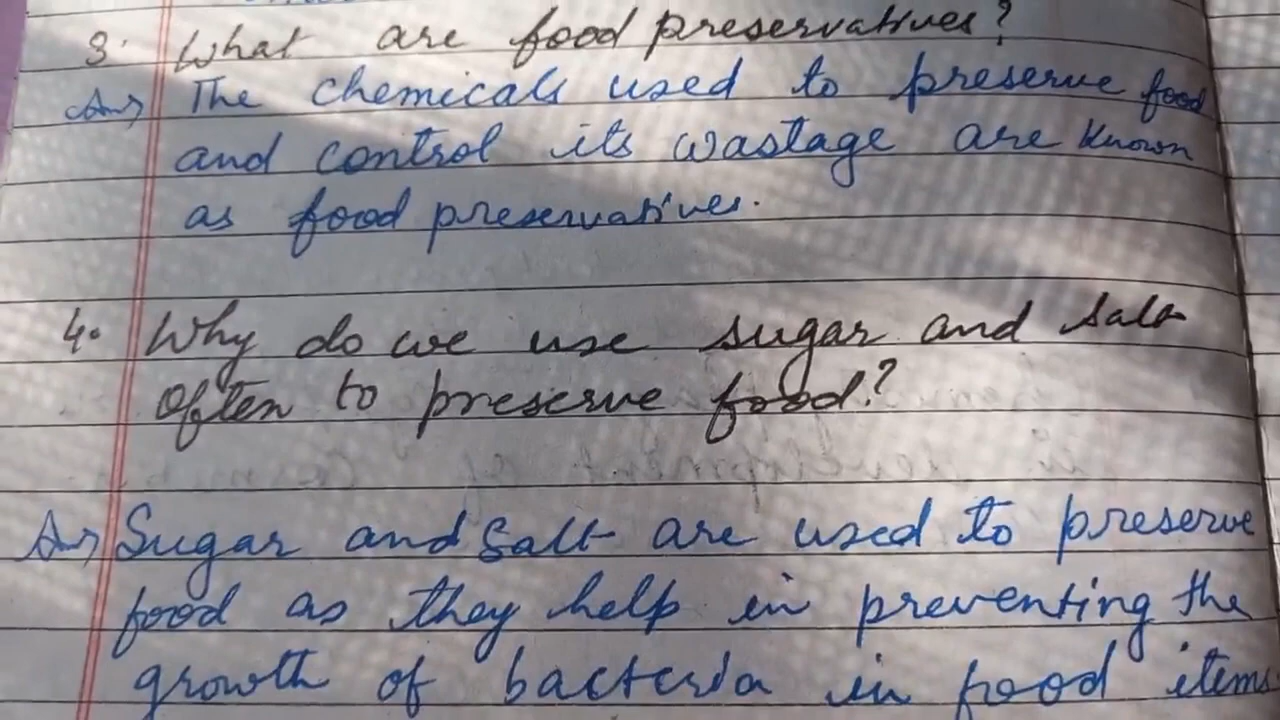 3. What are food preservatives?
Ans The chemicals used to preserve food
and control its wastage are known
as food preservatives.
4. Why do we use sugar and salt
often to preserve food?
Ans Sugar and Salt are used to preserve
food as they help in preventing the
growth of bacteria in food items